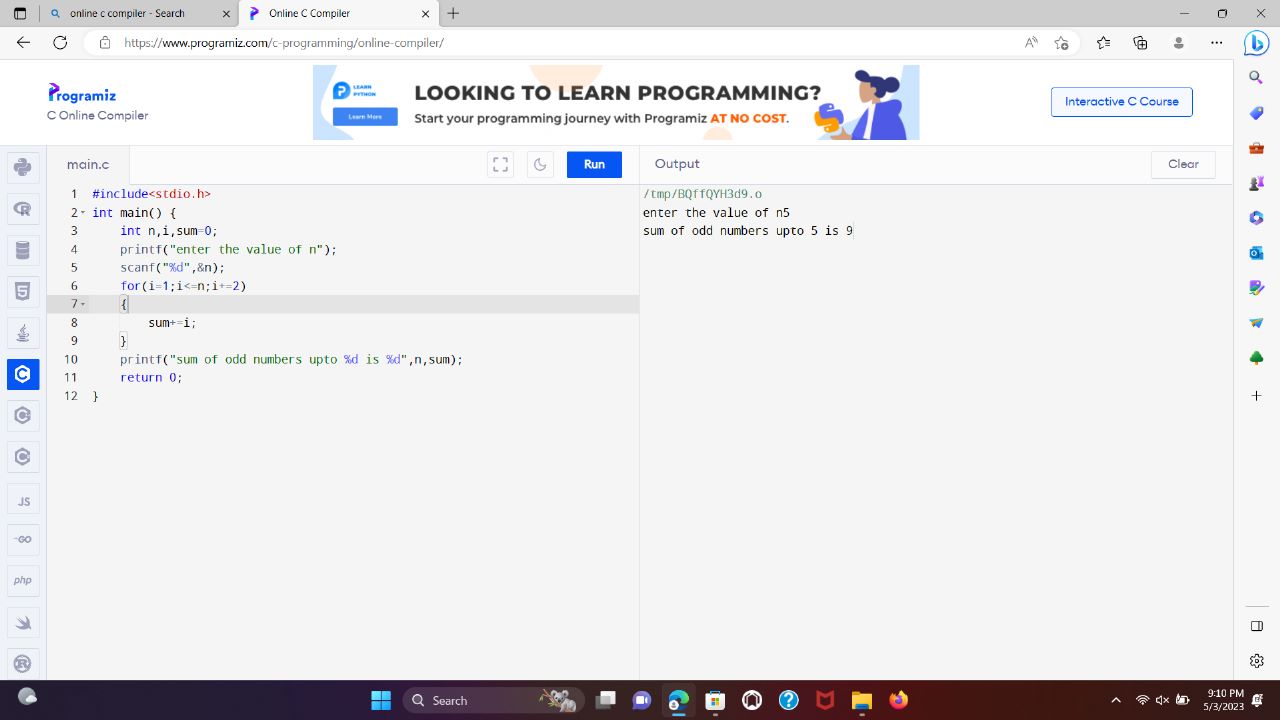 online c compiler - Search
Online C Compiler
https://www.programiz.com/c-programming/online-compiler/
Programiz
C Online Compiler
LEARN
PYTHON
Learn More
LOOKING TO LEARN PROGRAMMING?
Start your programming journey with Programiz AT NO COST.
Interactive C Course
main.c
Run
Output
Clear
1 #include<stdio.h>
2 int main() {
3     int n,i,sum=0;
4     printf("enter the value of n");
5     scanf("%d",&n);
6     for(i=1;i<=n;i+=2)
7     {
8         sum+=i;
9     }
10     printf("sum of odd numbers upto %d is %d",n,sum);
11     return 0;
12 }
/tmp/BQffQYH3d9.o
enter the value of n5
sum of odd numbers upto 5 is 9
JS
GO
php
Search
9:10 PM
5/3/2023